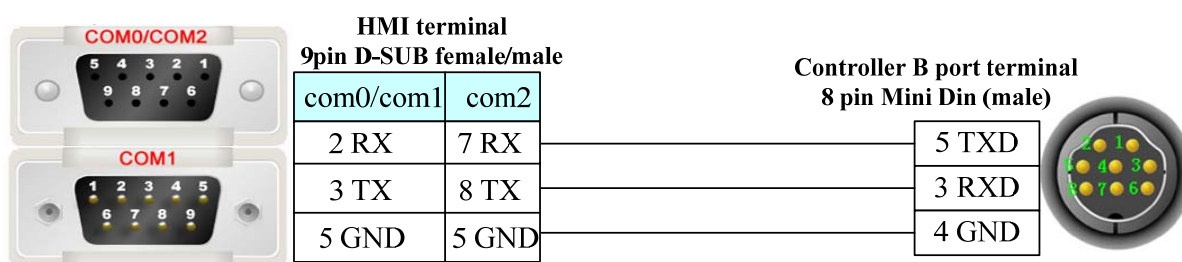 COM0/COM2
5 4 3 2 1
9 8 7 6
COM1
1 2 3 4 5
6 7 8 9
HMI terminal
9pin D-SUB female/male
com0/com1 com2
2 RX 7 RX
3 TX 8 TX
5 GND 5 GND
Controller B port terminal
8 pin Mini Din (male)
5 TXD
3 RXD
4 GND
2 1
5 4 3
8 7 6